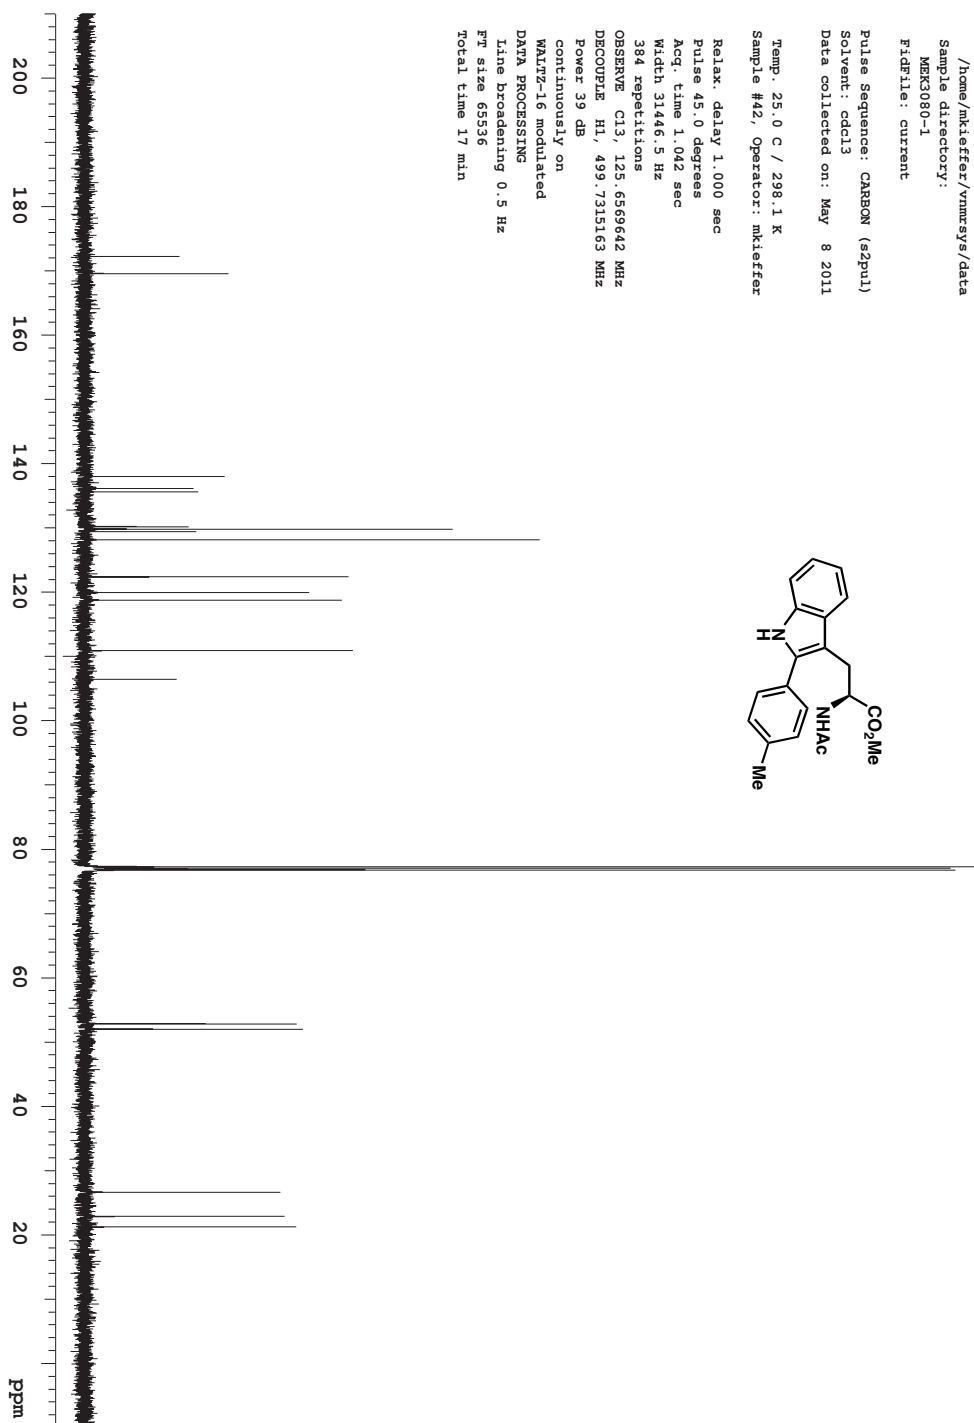 /home/mkieffer/vnmrsys/data
Sample directory:
MEK3080-1
FidFile: current
Pulse Sequence: CARBON (s2pul)
Solvent: cdcl3
Data collected on: May 8 2011
Temp. 25.0 C / 298.1 K
Sample #42, Operator: mkieffer
Relax. delay 1.000 sec
Pulse 45.0 degrees
Acq. time 1.042 sec
Width 31446.5 Hz
384 repetitions
OBSERVE C13, 125.6569642 MHz
DECOUPLE H1, 499.7315163 MHz
Power 39 dB
continuously on
WALTZ-16 modulated
DATA PROCESSING
Line broadening 0.5 Hz
FT size 65536
Total time 17 min
CO2Me
NHAc
N
H
Me
200 180 160 140 120 100 80 60 40 20 ppm